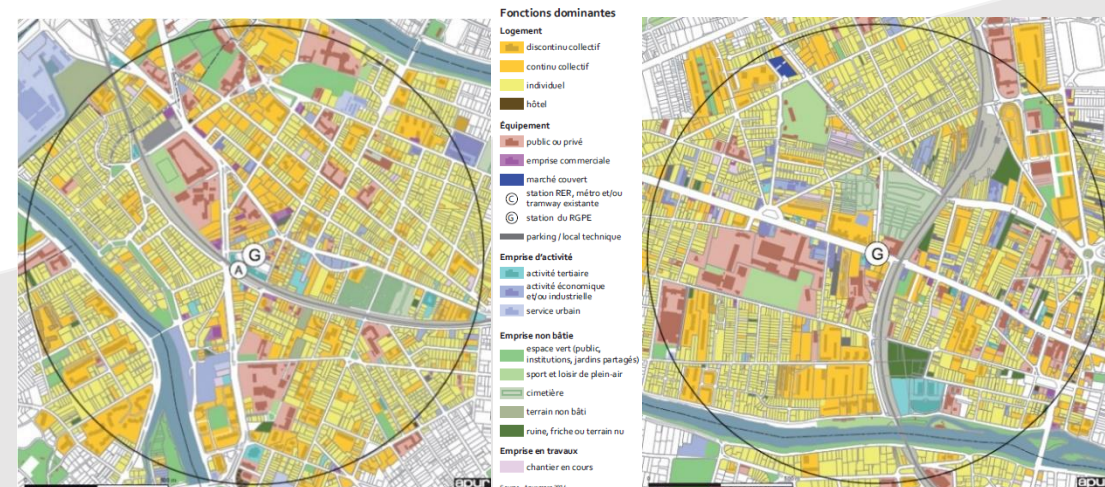 Fonctions dominantes
Logement
discontinu collectif
continu collectif
individuel
hôtel
Équipement
public ou privé
emprise commerciale
marché couvert
C
station RER, métro et/ou
tramway existante
G
station du RGPE
parking / local technique
Emprise d'activité
activité tertiaire
activité économique
et/ou industrielle
service urbain
Emprise non bâtie
espace vert (public,
institutions, jardins partagés)
sport et loisir de plein-air
cimetière
terrain non bâti
ruine, friche ou terrain nu
Emprise en travaux
chantier en cours
G
A
apur
G
apur